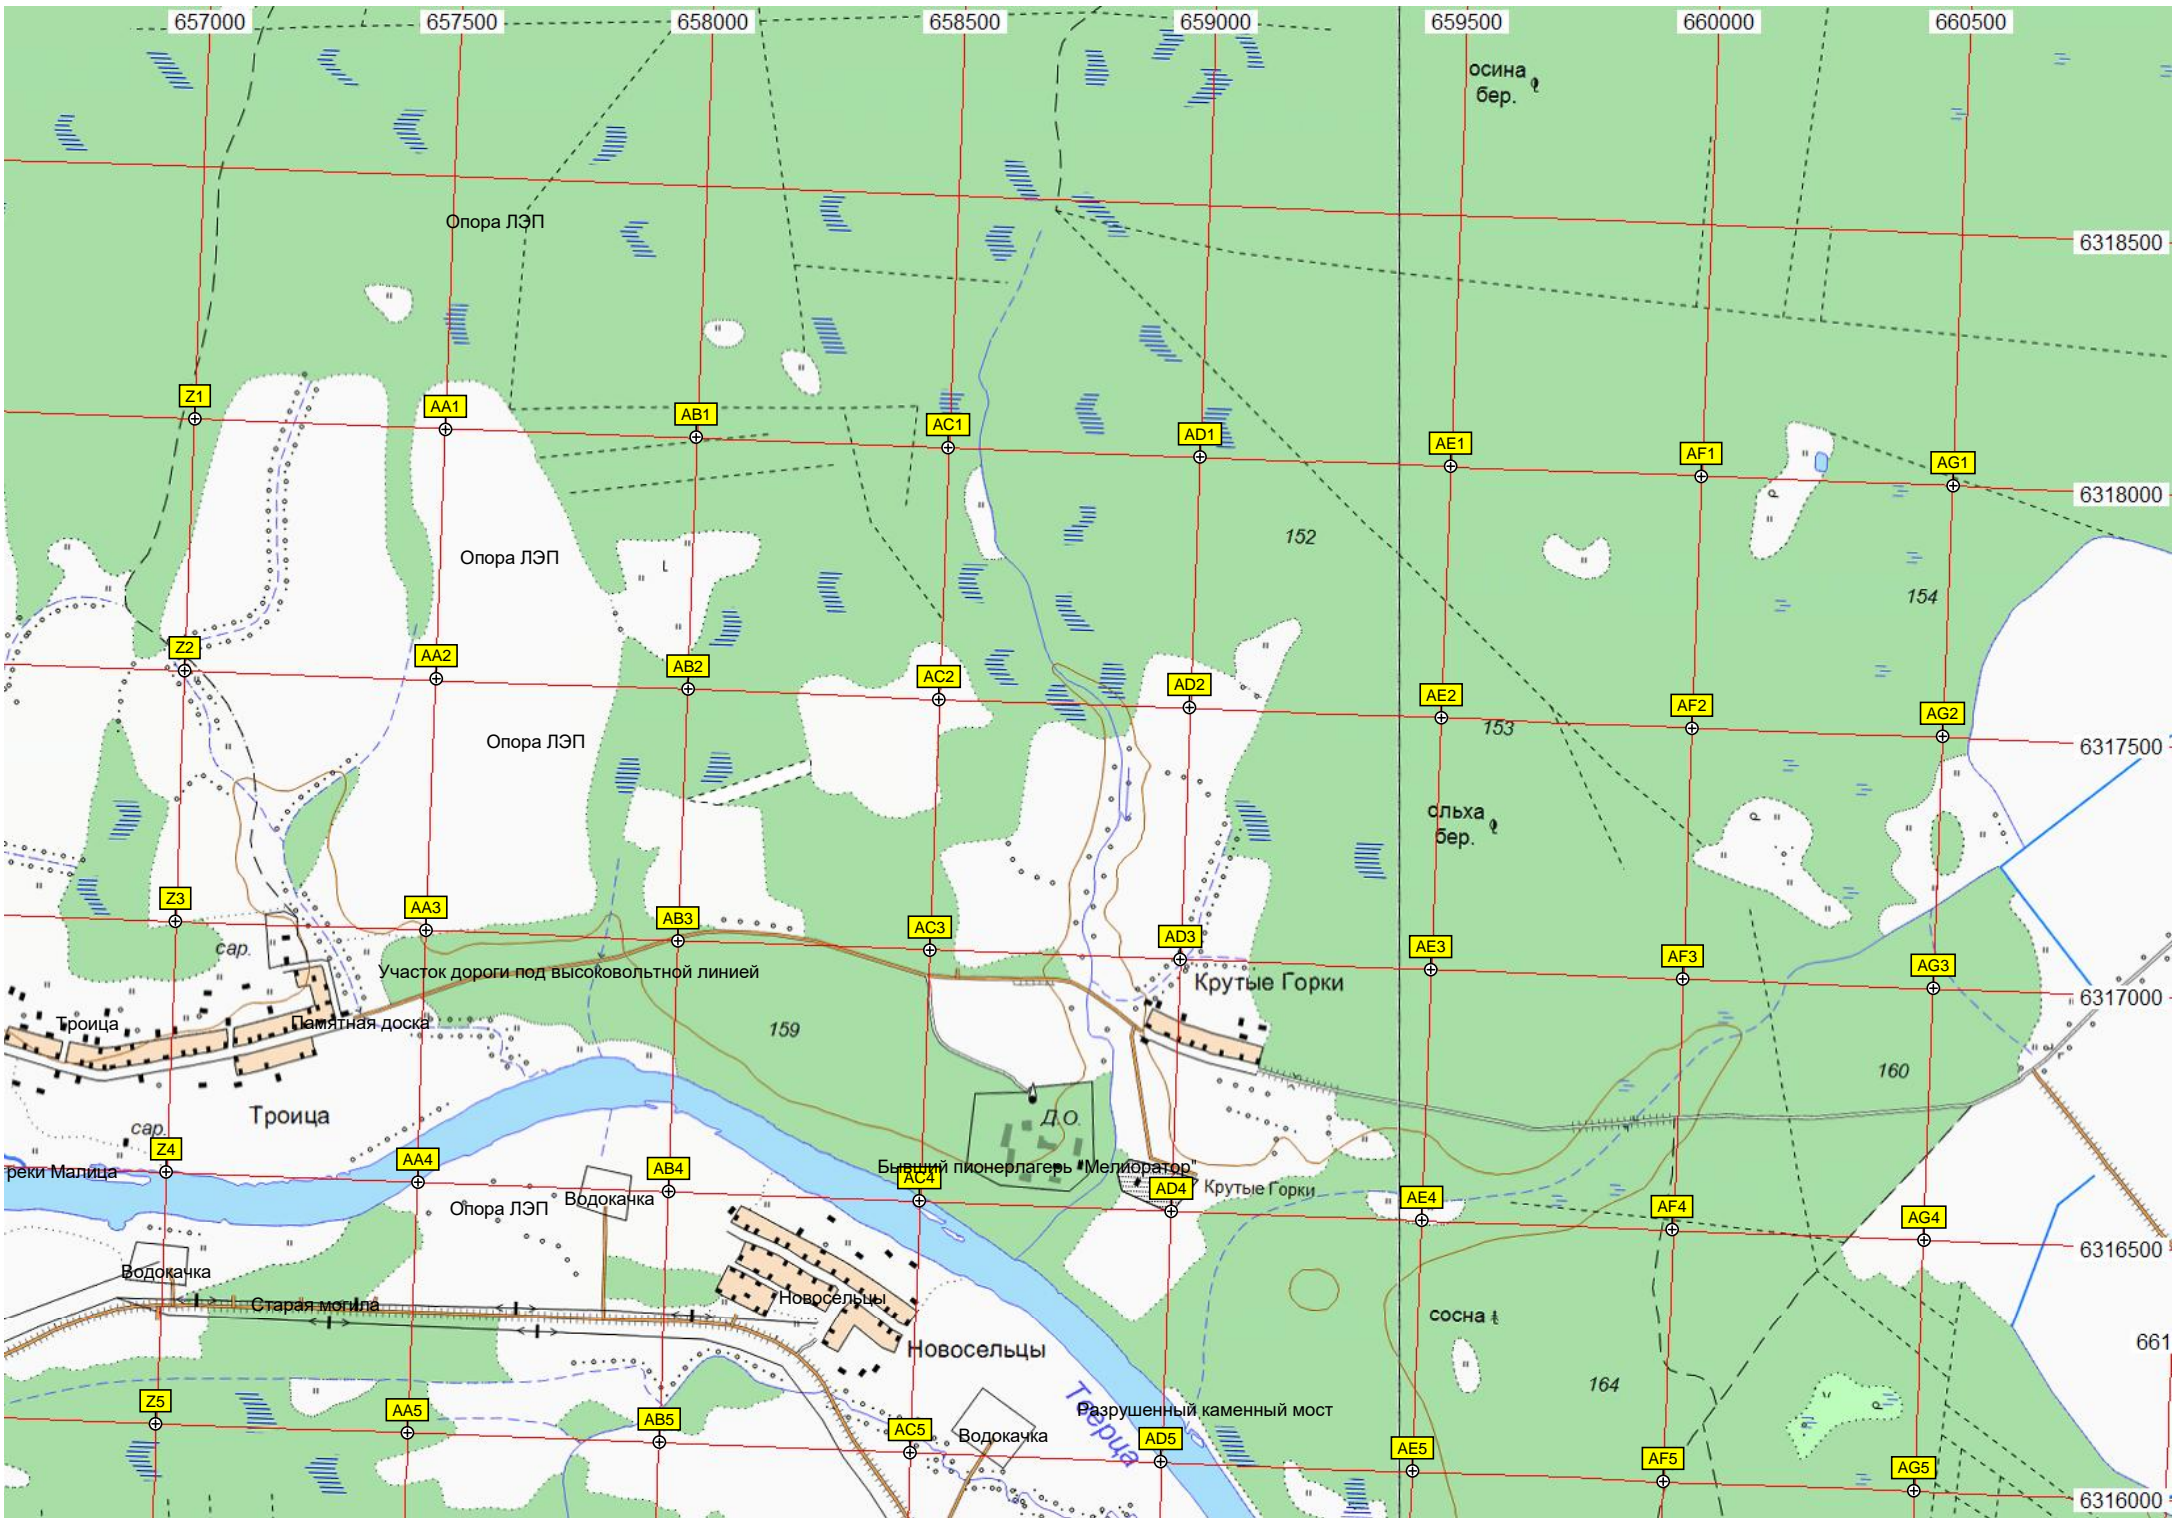 657000 657500 658000 658500 659000 659500 660000 660500
осина
бер.
Опора ЛЭП
6318500
Z1 AA1 AB1 AC1 AD1 AE1 AF1 AG1
6318000
152
Опора ЛЭП
154
Z2 AA2 AB2 AC2 AD2 AE2 AF2 AG2
153
Опора ЛЭП
6317500
сльха
бер.
Z3 AA3 AB3 AC3 AD3 AE3 AF3 AG3
сар.
Участок дороги под высоковольтной линией
Крутые Горки
6317000
Троица
Памятная доска
159
160
Троица
Д.О.
сар.
Z4 AA4 AB4 AC4 AD4 AE4 AF4 AG4
реки Малица
Бывший пионерлагерь "Мелиоратор"
Крутые Горки
Опора ЛЭП
Водокачка
6316500
Водокачка
Старая могила
Новосельцы
сосна
Новосельцы
661
164
Тверца
Разрушенный каменный мост
Z5 AA5 AB5 AC5 AD5 AE5 AF5 AG5
Водокачка
6316000